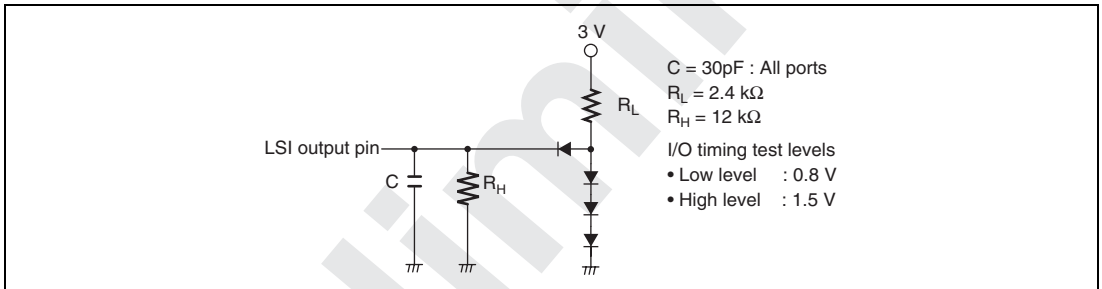 3 V
C = 30pF : All ports
R_L = 2.4 kΩ
R_H = 12 kΩ
R_L
LSI output pin
I/O timing test levels
• Low level : 0.8 V
• High level : 1.5 V
C
R_H